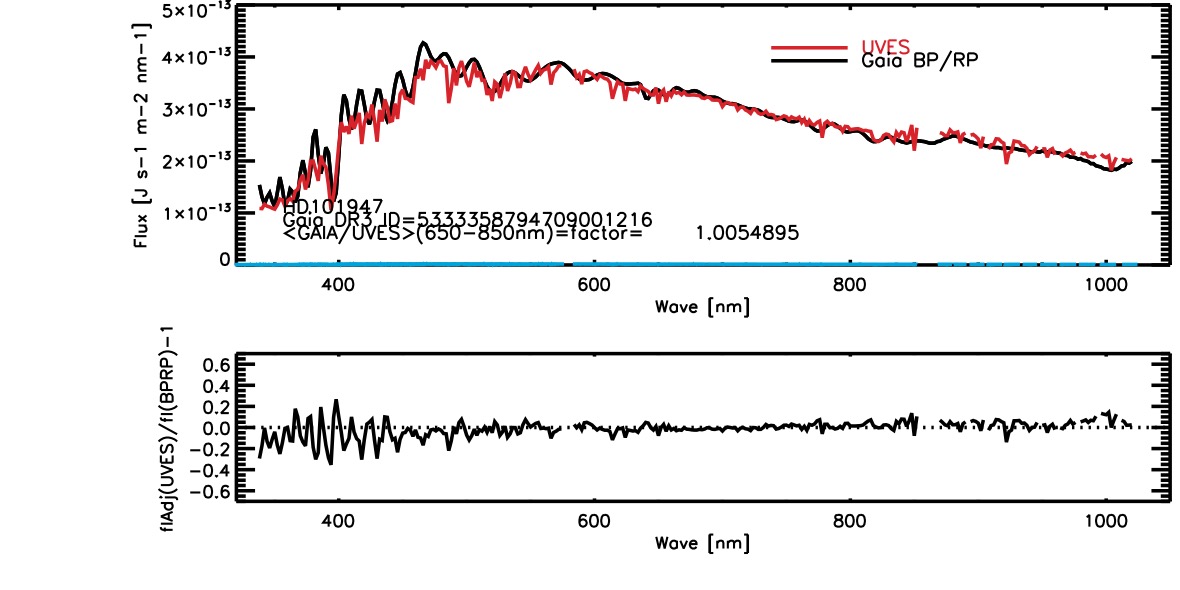 5×10−13
4×10−13
3×10−13
2×10−13
1×10−13
0
Flux [J s−1 m−2 nm−1]
UVES
Gaia BP/RP
HD101947
Gaia DR3 ID=5333358794709001216
<GAIA/UVES>(650−850nm)=factor= 1.0054895
400 600 800 1000
Wave [nm]
flAdj(UVES)/fl(BPRP)−1
0.6
0.4
0.2
0.0
−0.2
−0.4
−0.6
400 600 800 1000
Wave [nm]